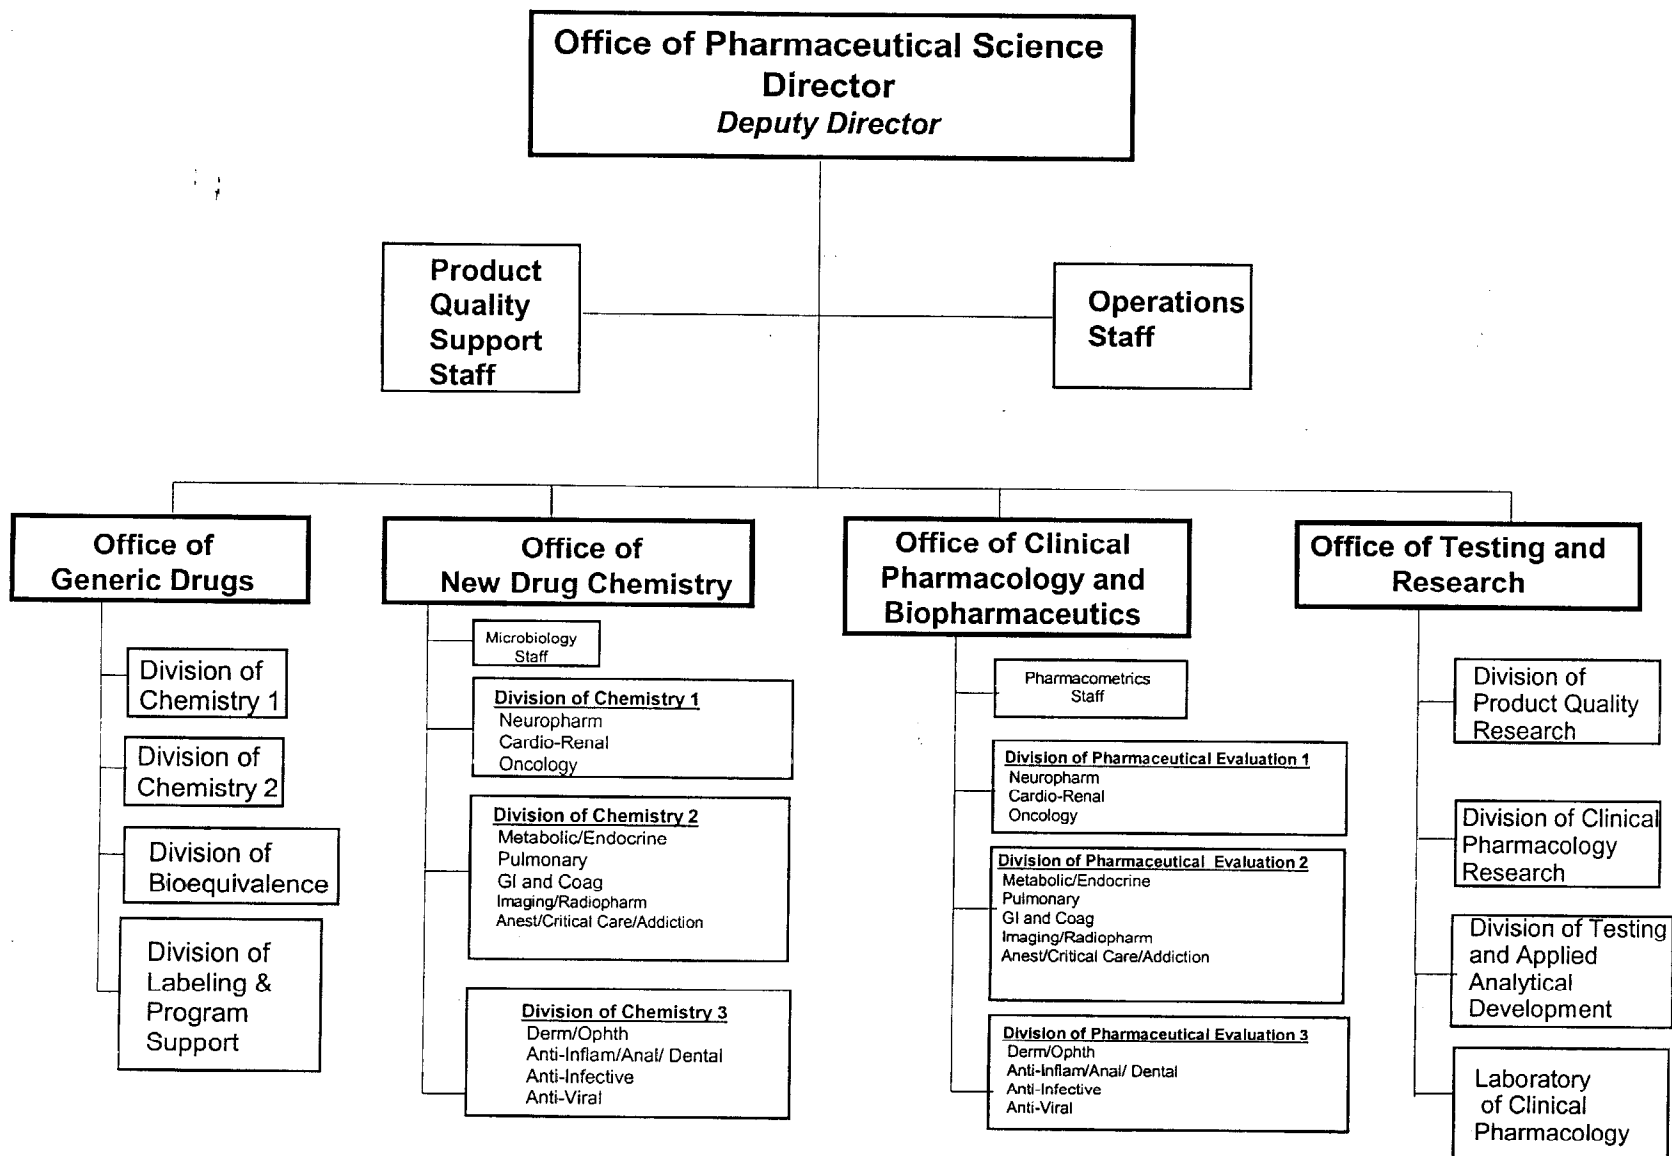 Office of Pharmaceutical Science
Director
Deputy Director
Product
Quality
Support
Staff
Operations
Staff
Office of
Generic Drugs
Division of
Chemistry 1
Division of
Chemistry 2
Division of
Bioequivalence
Division of
Labeling &
Program
Support
Office of
New Drug Chemistry
Microbiology
Staff
Division of Chemistry 1
Neuropharm
Cardio-Renal
Oncology
Division of Chemistry 2
Metabolic/Endocrine
Pulmonary
GI and Coag
Imaging/Radiopharm
Anest/Critical Care/Addiction
Division of Chemistry 3
Derm/Ophth
Anti-Inflam/Anal/ Dental
Anti-Infective
Anti-Viral
Office of Clinical
Pharmacology and
Biopharmaceutics
Pharmacometrics
Staff
Division of Pharmaceutical Evaluation 1
Neuropharm
Cardio-Renal
Oncology
Division of Pharmaceutical Evaluation 2
Metabolic/Endocrine
Pulmonary
GI and Coag
Imaging/Radiopharm
Anest/Critical Care/Addiction
Division of Pharmaceutical Evaluation 3
Derm/Ophth
Anti-Inflam/Anal/ Dental
Anti-Infective
Anti-Viral
Office of Testing and
Research
Division of
Product Quality
Research
Division of Clinical
Pharmacology
Research
Division of Testing
and Applied
Analytical
Development
Laboratory
of Clinical
Pharmacology